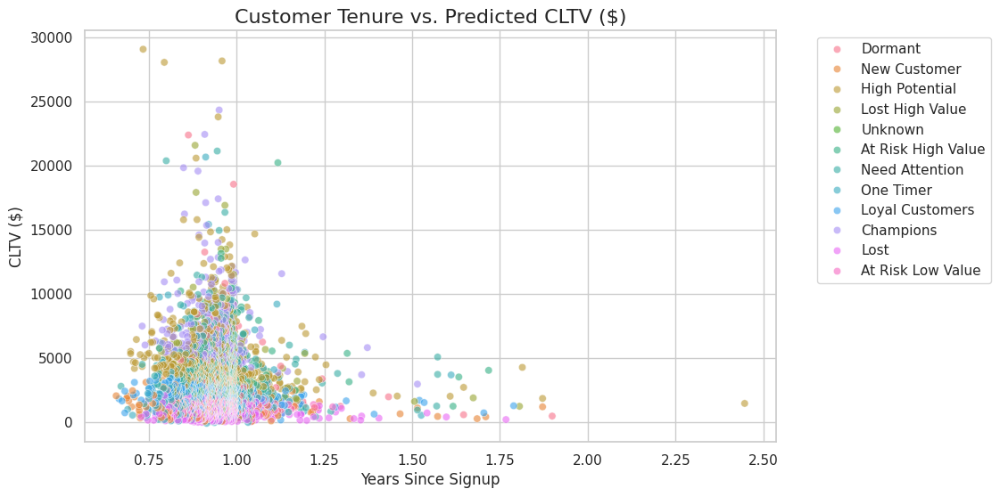 Customer Tenure vs. Predicted CLTV ($)
30000
25000
20000
15000
10000
5000
0
CLTV ($)
0.75 1.00 1.25 1.50 1.75 2.00 2.25 2.50
Years Since Signup
Dormant
New Customer
High Potential
Lost High Value
Unknown
At Risk High Value
Need Attention
One Timer
Loyal Customers
Champions
Lost
At Risk Low Value